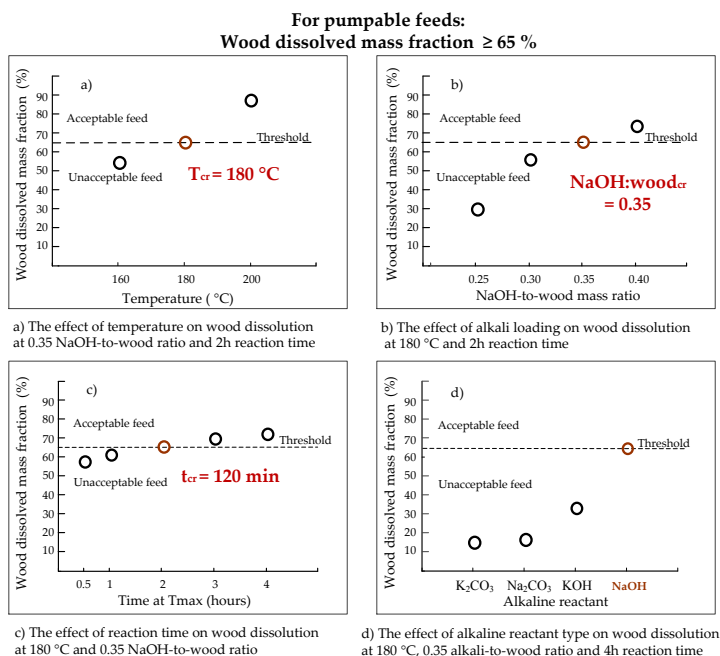 For pumpable feeds:
Wood dissolved mass fraction ≥ 65 %
Wood dissolved mass fraction (%)
90
80
70
60
50
40
30
20
10
a)
Acceptable feed
Threshold
Unacceptable feed
Tcr = 180 °C
160
180
200
Temperature ( °C)
a) The effect of temperature on wood dissolution
at 0.35 NaOH-to-wood ratio and 2h reaction time
Wood dissolved mass fraction (%)
90
80
70
60
50
40
30
20
10
b)
Acceptable feed
Threshold
Unacceptable feed
NaOH:woodcr
= 0.35
0.25
0.30
0.35
0.40
NaOH-to-wood mass ratio
b) The effect of alkali loading on wood dissolution
at 180 °C and 2h reaction time
Wood dissolved mass fraction (%)
90
80
70
60
50
40
30
20
10
c)
Acceptable feed
Threshold
Unacceptable feed
tcr = 120 min
0.5
1
2
3
4
Time at Tmax (hours)
c) The effect of reaction time on wood dissolution
at 180 °C and 0.35 NaOH-to-wood ratio
Wood dissolved mass fraction (%)
90
80
70
60
50
40
30
20
10
d)
Acceptable feed
Threshold
Unacceptable feed
K₂CO₃
Na₂CO₃
KOH
NaOH
Alkaline reactant
d) The effect of alkaline reactant type on wood dissolution
at 180 °C, 0.35 alkali-to-wood ratio and 4h reaction time